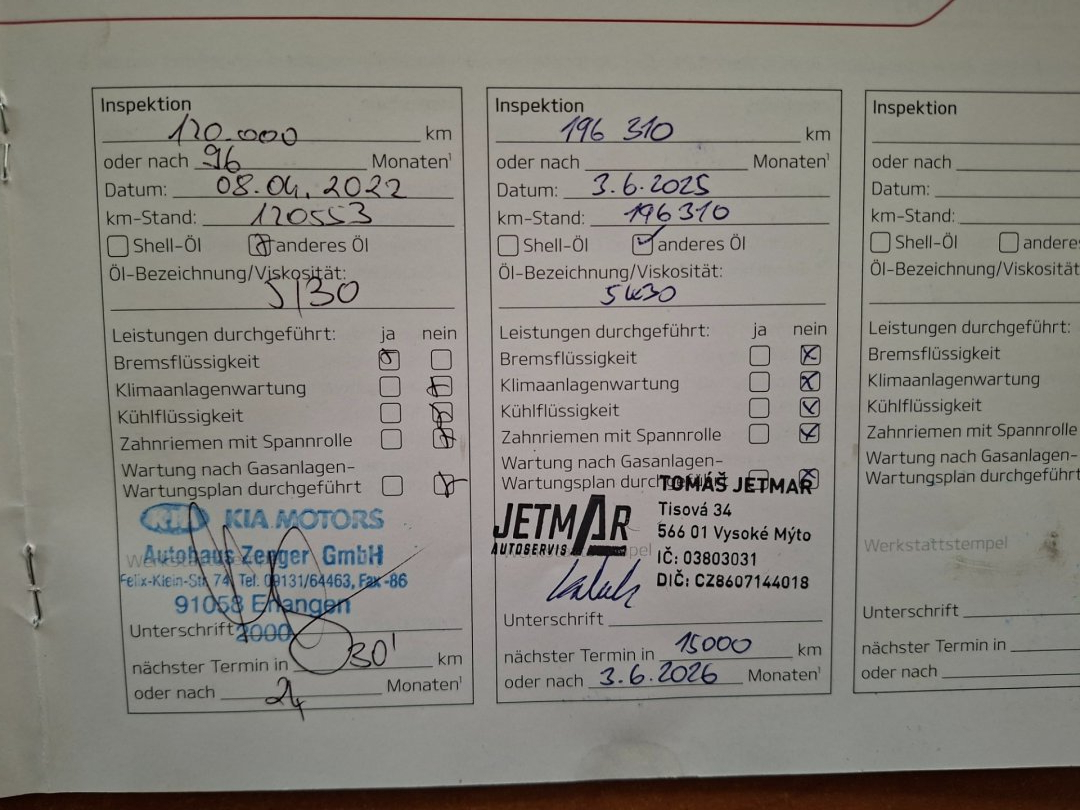 Inspektion
120.000 km
oder nach 96 Monaten¹
Datum: 08.04.2022
km-Stand: 120553
Shell-Öl anderes Öl
Öl-Bezeichnung/Viskosität:
5/30
Leistungen durchgeführt: ja nein
Bremsflüssigkeit
Klimaanlagenwartung
Kühlflüssigkeit
Zahnriemen mit Spannrolle
Wartung nach Gasanlagen-
Wartungsplan durchgeführt
KIA KIA MOTORS
Autohaus Zenger GmbH
Felix-Klein-Str. 74, Tel. 09131/64463, Fax -86
91058 Erlangen
Unterschrift 2000
nächster Termin in 30' km
oder nach 24 Monaten¹
Inspektion
196 310 km
oder nach Monaten¹
Datum: 3.6.2025
km-Stand: 196310
Shell-Öl anderes Öl
Öl-Bezeichnung/Viskosität:
5w30
Leistungen durchgeführt: ja nein
Bremsflüssigkeit
Klimaanlagenwartung
Kühlflüssigkeit
Zahnriemen mit Spannrolle
Wartung nach Gasanlagen-
Wartungsplan durchgeführt
JETMAR
AUTOSERVIS
TOMÁŠ JETMAR
Tisová 34
566 01 Vysoké Mýto
IČ: 03803031
DIČ: CZ8607144018
Unterschrift
nächster Termin in 15000 km
oder nach 3.6.2026 Monaten¹
Inspektion
oder nach
Datum:
km-Stand:
Shell-Öl anderes
Öl-Bezeichnung/Viskosität
Leistungen durchgeführt:
Bremsflüssigkeit
Klimaanlagenwartung
Kühlflüssigkeit
Zahnriemen mit Spannrolle
Wartung nach Gasanlagen-
Wartungsplan durchgeführt
Werkstattstempel
Unterschrift
nächster Termin in
oder nach